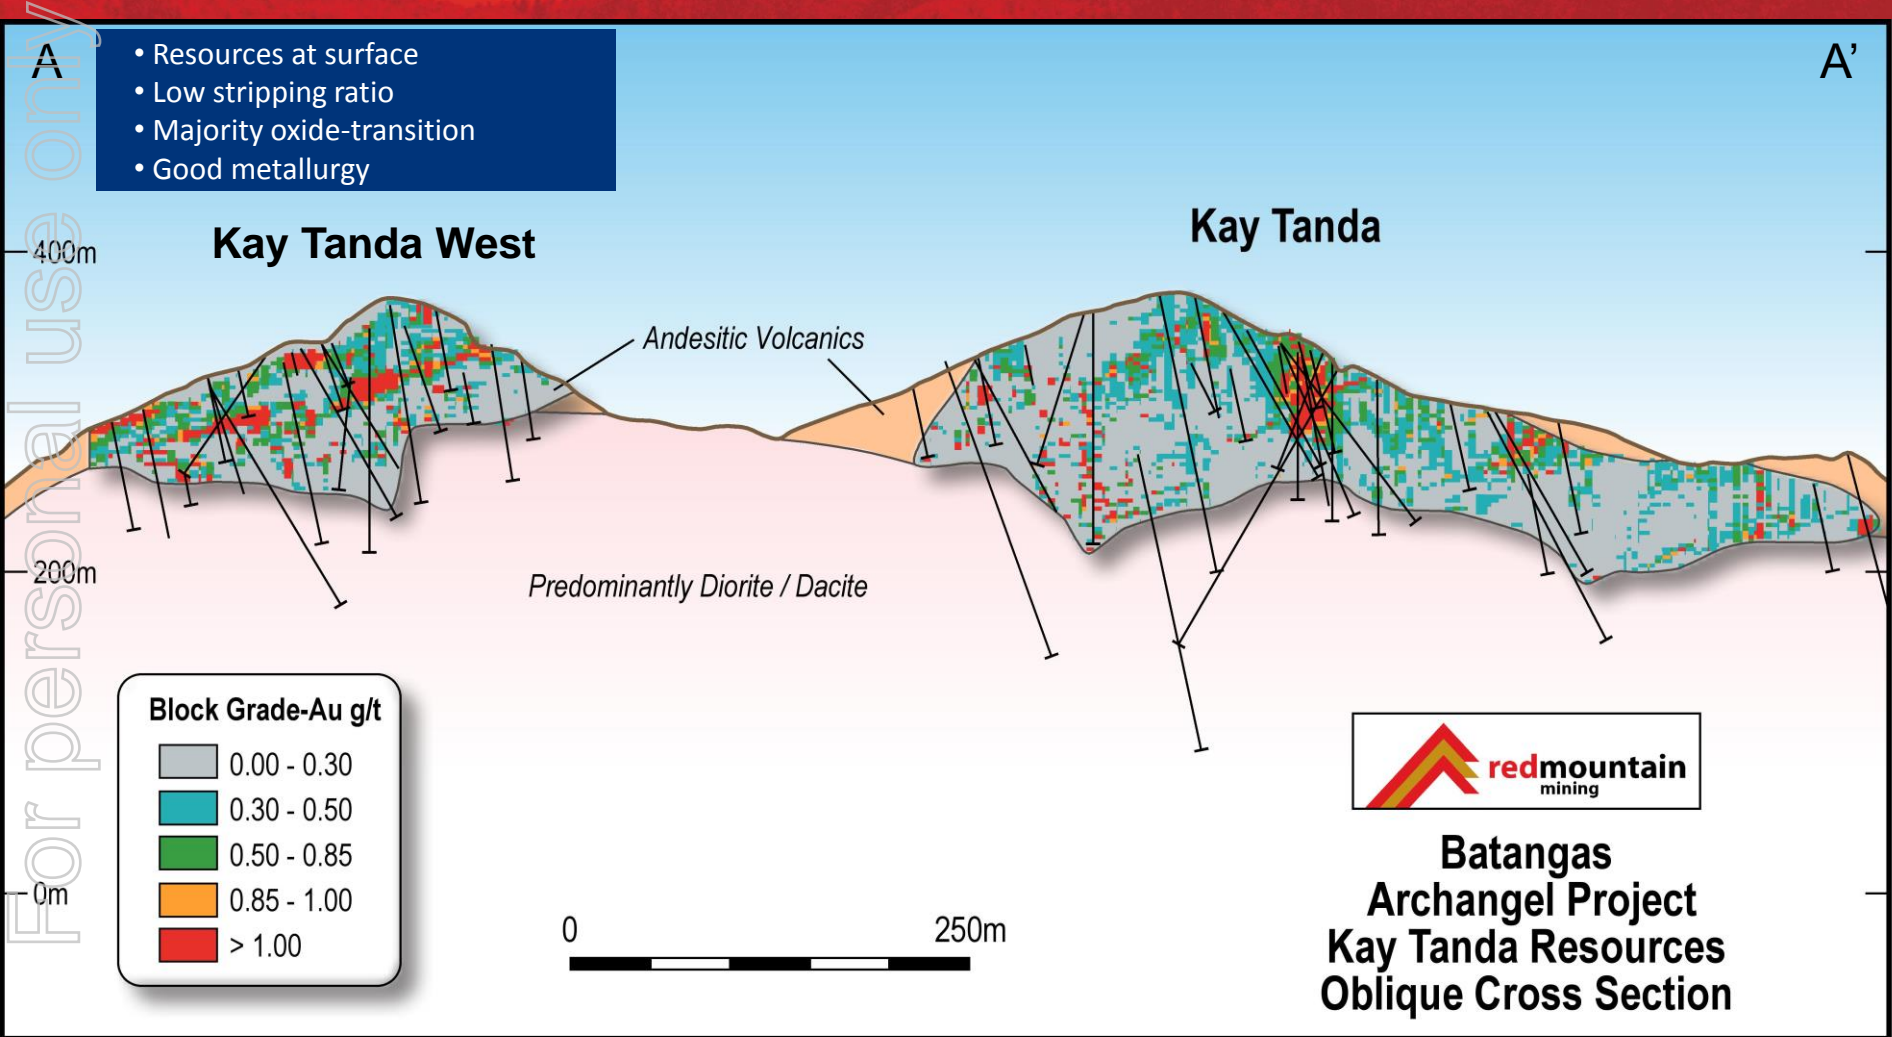 For personal use only
A
• Resources at surface
• Low stripping ratio
• Majority oxide-transition
• Good metallurgy
A’
Kay Tanda West
Kay Tanda
400m
Andesitic Volcanics
200m
Predominantly Diorite / Dacite
Block Grade-Au g/t
0.00 - 0.30
0.30 - 0.50
0.50 - 0.85
0.85 - 1.00
> 1.00
0m
0
250m
redmountain
mining
Batangas
Archangel Project
Kay Tanda Resources
Oblique Cross Section